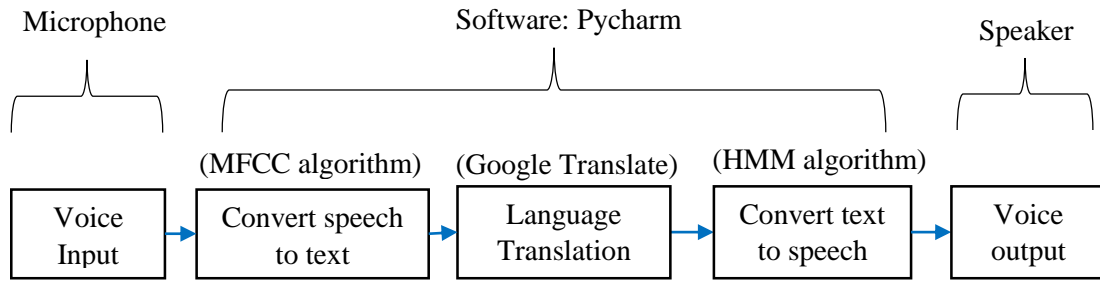 Microphone
Software: Pycharm
Speaker
(MFCC algorithm)
(Google Translate)
(HMM algorithm)
Voice
Input
Convert speech
to text
Language
Translation
Convert text
to speech
Voice
output